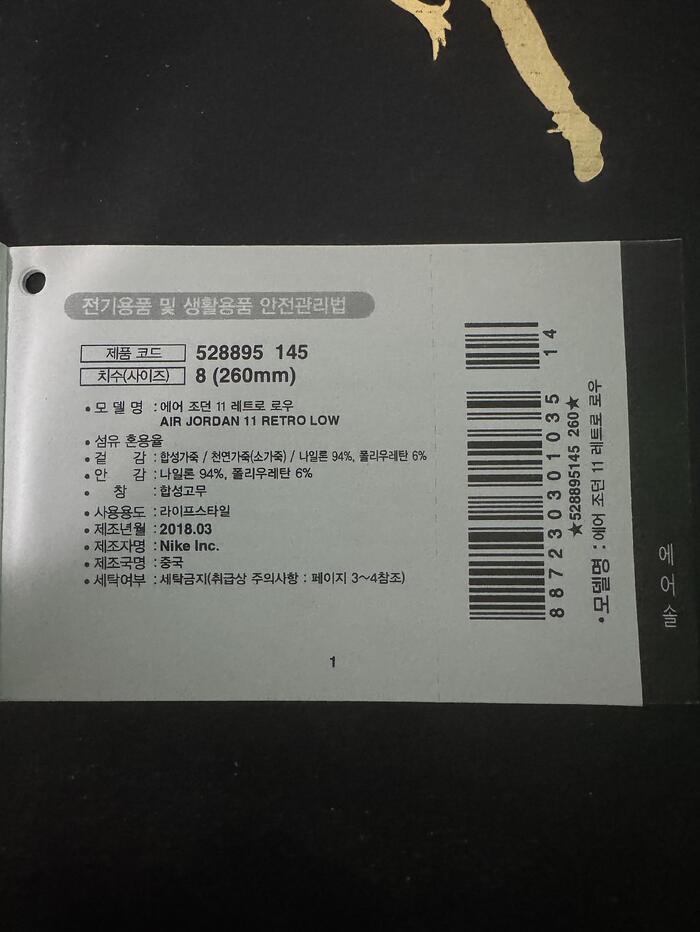 전기용품 및 생활용품 안전관리법
제품 코드 528895 145
치수(사이즈) 8 (260mm)
• 모 델 명 : 에어 조던 11 레트로 로우
AIR JORDAN 11 RETRO LOW
• 섬유 혼용율
• 겉 감 : 합성가죽 / 천연가죽(소가죽) / 나일론 94%, 폴리우레탄 6%
• 안 감 : 나일론 94%, 폴리우레탄 6%
• 창 : 합성고무
• 사용용도 : 라이프스타일
• 제조년월 : 2018.03
• 제조자명 : Nike Inc.
• 제조국명 : 중국
• 세탁여부 : 세탁금지(취급상 주의사항 : 페이지 3~4참조)
1
887230301035 14
★528895145 260★
• 모델명 : 에어 조던 11 레트로 로우
에어솔